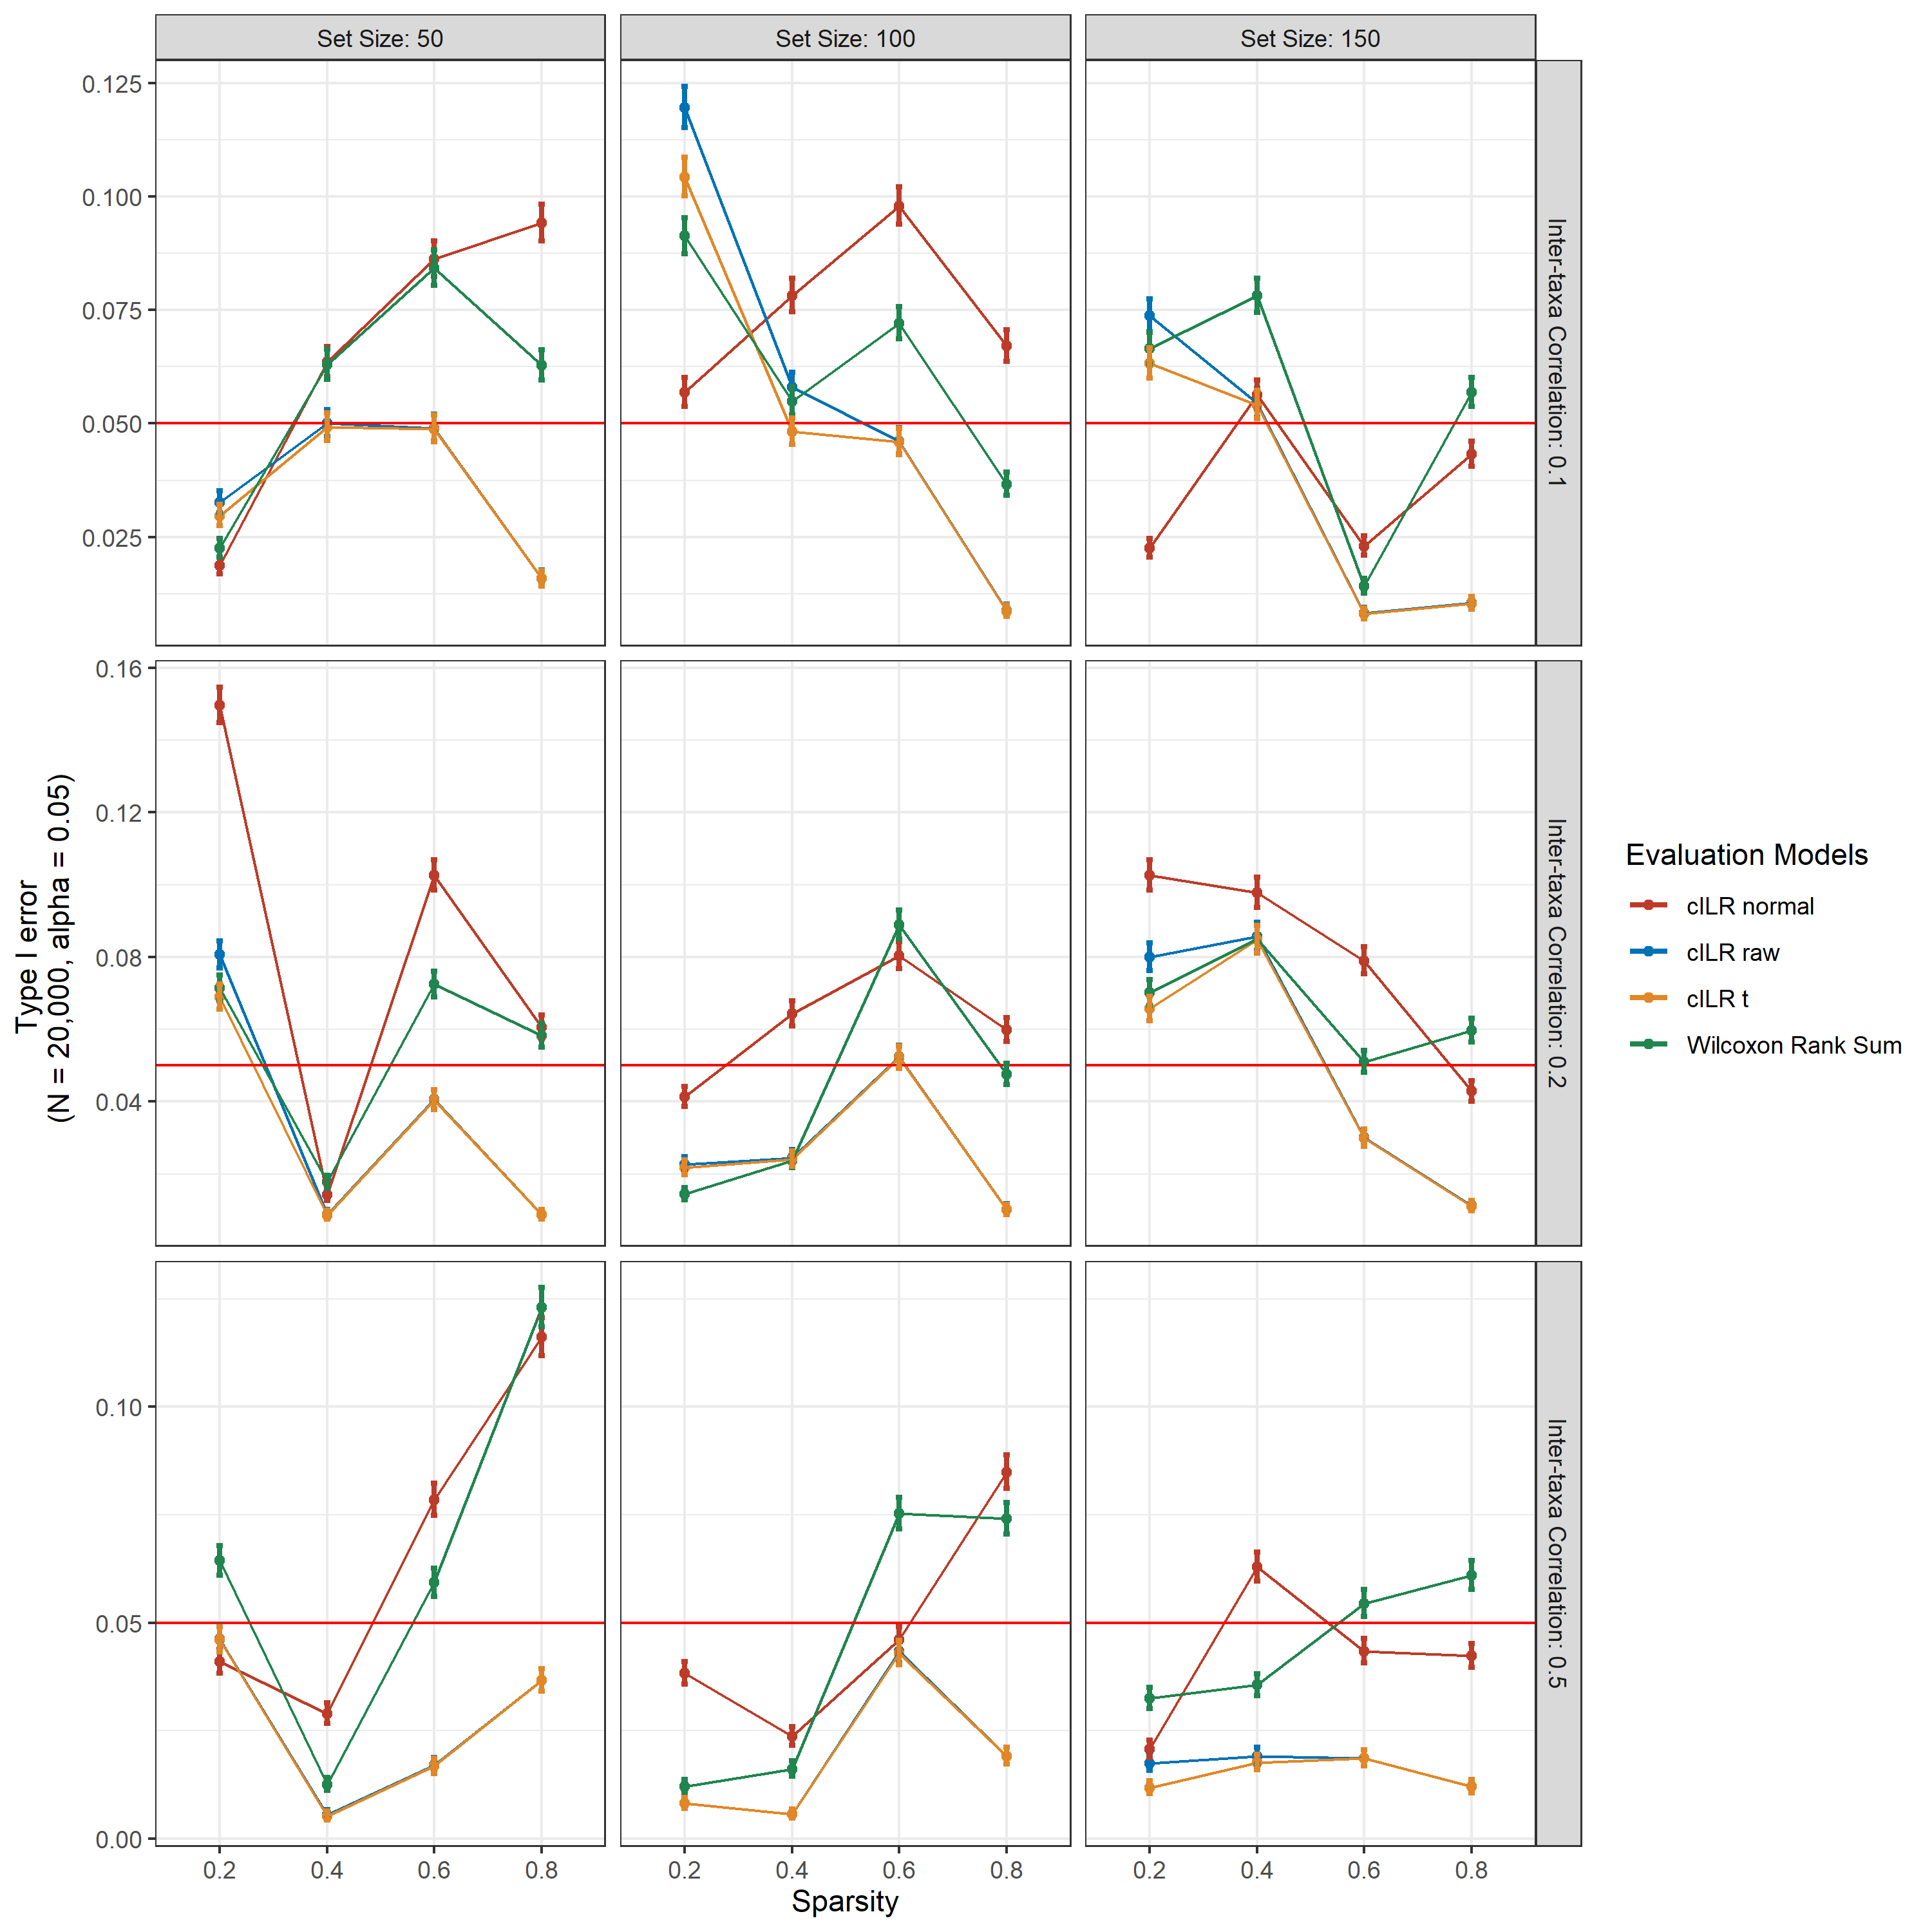 Set Size: 50
Set Size: 100
Set Size: 150
0.125
0.100
0.075
0.050
0.025
Inter-taxa Correlation: 0.1
0.16
0.12
0.08
0.04
Inter-taxa Correlation: 0.2
0.10
0.05
0.00
Inter-taxa Correlation: 0.5
Type I error
(N = 20,000, alpha = 0.05)
0.2 0.4 0.6 0.8
0.2 0.4 0.6 0.8
0.2 0.4 0.6 0.8
Sparsity
Evaluation Models
cILR normal
cILR raw
cILR t
Wilcoxon Rank Sum